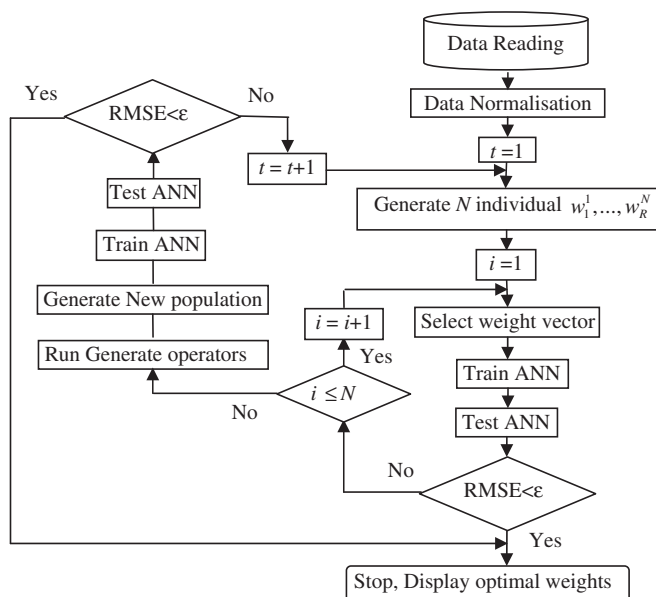 Data Reading
Data Normalisation
t=1
Generate N individual w_1^1,...,w_R^N
i=1
Select weight vector
Train ANN
Test ANN
RMSE<ε
Yes
No
i ≤ N
Yes
i = i+1
No
Run Generate operators
Generate New population
Train ANN
Test ANN
RMSE<ε
Yes
No
t = t+1
Stop, Display optimal weights